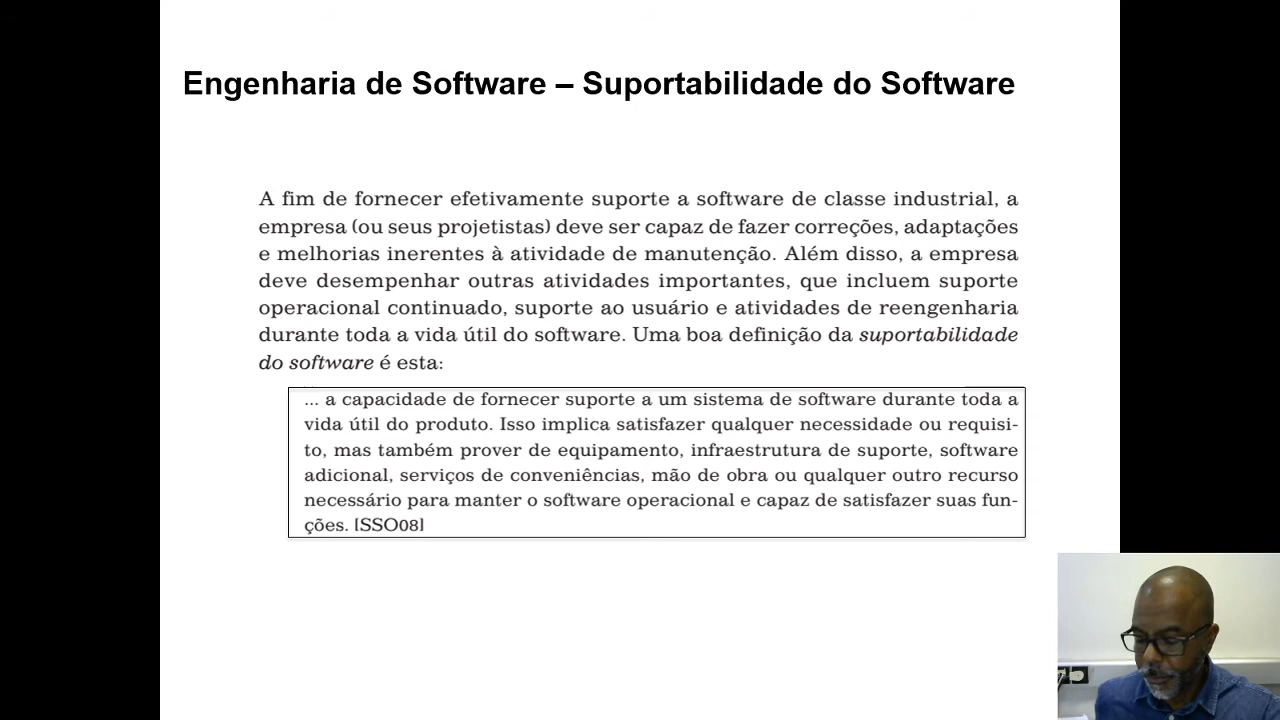 Engenharia de Software – Suportabilidade do Software
A fim de fornecer efetivamente suporte a software de classe industrial, a
empresa (ou seus projetistas) deve ser capaz de fazer correções, adaptações
e melhorias inerentes à atividade de manutenção. Além disso, a empresa
deve desempenhar outras atividades importantes, que incluem suporte
operacional continuado, suporte ao usuário e atividades de reengenharia
durante toda a vida útil do software. Uma boa definição da suportabilidade
do software é esta:
... a capacidade de fornecer suporte a um sistema de software durante toda a
vida útil do produto. Isso implica satisfazer qualquer necessidade ou requisi-
to, mas também prover de equipamento, infraestrutura de suporte, software
adicional, serviços de conveniências, mão de obra ou qualquer outro recurso
necessário para manter o software operacional e capaz de satisfazer suas fun-
ções. [SSO08]